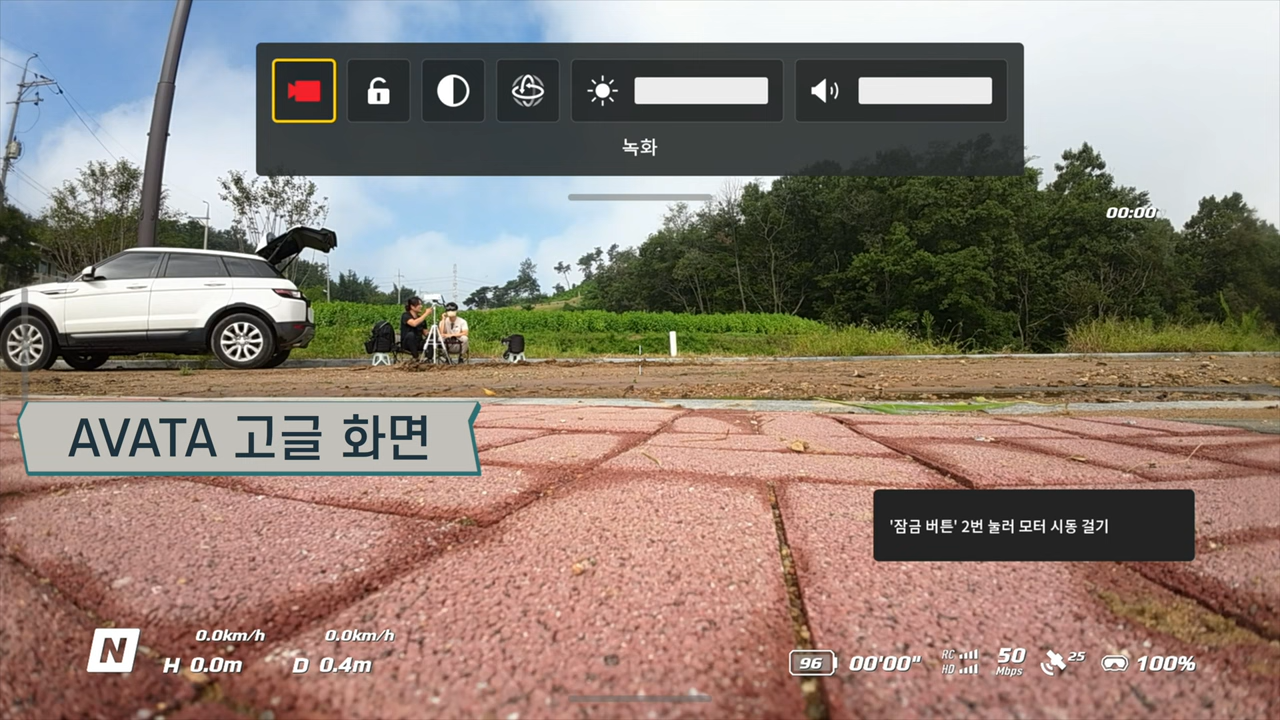 녹화
00:00
AVATA 고글 화면
'잠금 버튼' 2번 눌러 모터 시동 걸기
N
0.0km/h 0.0km/h
H 0.0m D 0.4m
96 00'00" RC HD 50 Mbps 25 100%